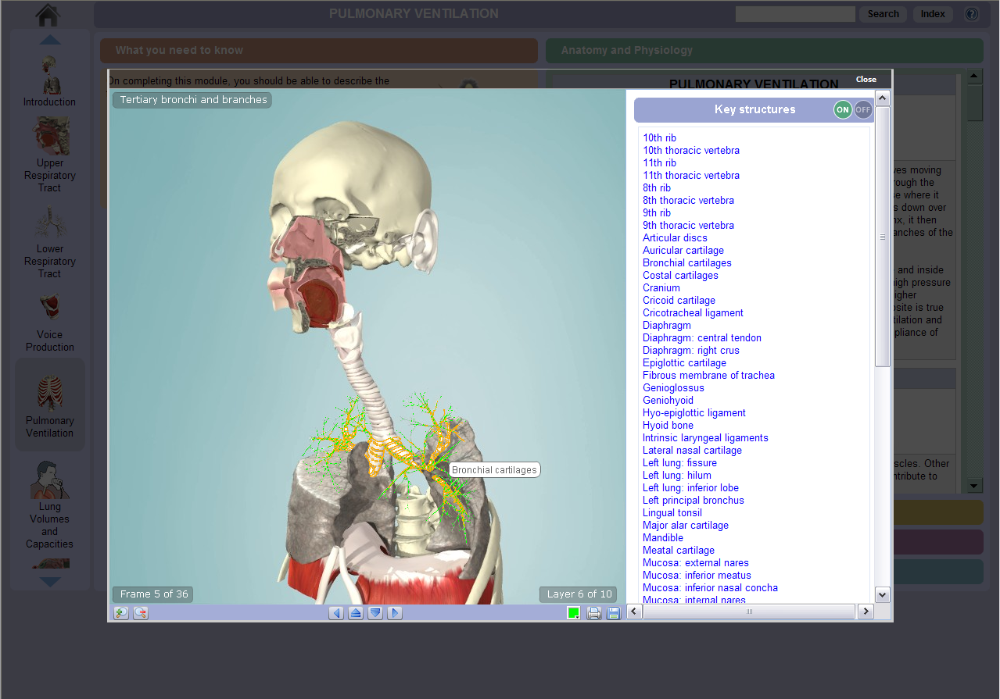 PULMONARY VENTILATION
Search
Index
?
What you need to know
Anatomy and Physiology
Introduction
Upper
Respiratory
Tract
Lower
Respiratory
Tract
Voice
Production
Pulmonary
Ventilation
Lung
Volumes
and
Capacities
On completing this module, you should be able to describe the
PULMONARY VENTILATION
Close
Tertiary bronchi and branches
Bronchial cartilages
Frame 5 of 36
Layer 6 of 10
Key structures
ON
OFF
10th rib
10th thoracic vertebra
11th rib
11th thoracic vertebra
8th rib
8th thoracic vertebra
9th rib
9th thoracic vertebra
Articular discs
Auricular cartilage
Bronchial cartilages
Costal cartilages
Cranium
Cricoid cartilage
Cricotracheal ligament
Diaphragm
Diaphragm: central tendon
Diaphragm: right crus
Epiglottic cartilage
Fibrous membrane of trachea
Genioglossus
Geniohyoid
Hyo-epiglottic ligament
Hyoid bone
Intrinsic laryngeal ligaments
Lateral nasal cartilage
Left lung: fissure
Left lung: hilum
Left lung: inferior lobe
Left principal bronchus
Lingual tonsil
Major alar cartilage
Mandible
Meatal cartilage
Mucosa: external nares
Mucosa: inferior meatus
Mucosa: inferior nasal concha
Mucosa: internal nares
moving
rough the
where it
down over
it then
anches of the
and inside
high pressure
igher
osite is true
tilation and
pliance of
scles. Other
ntribute to